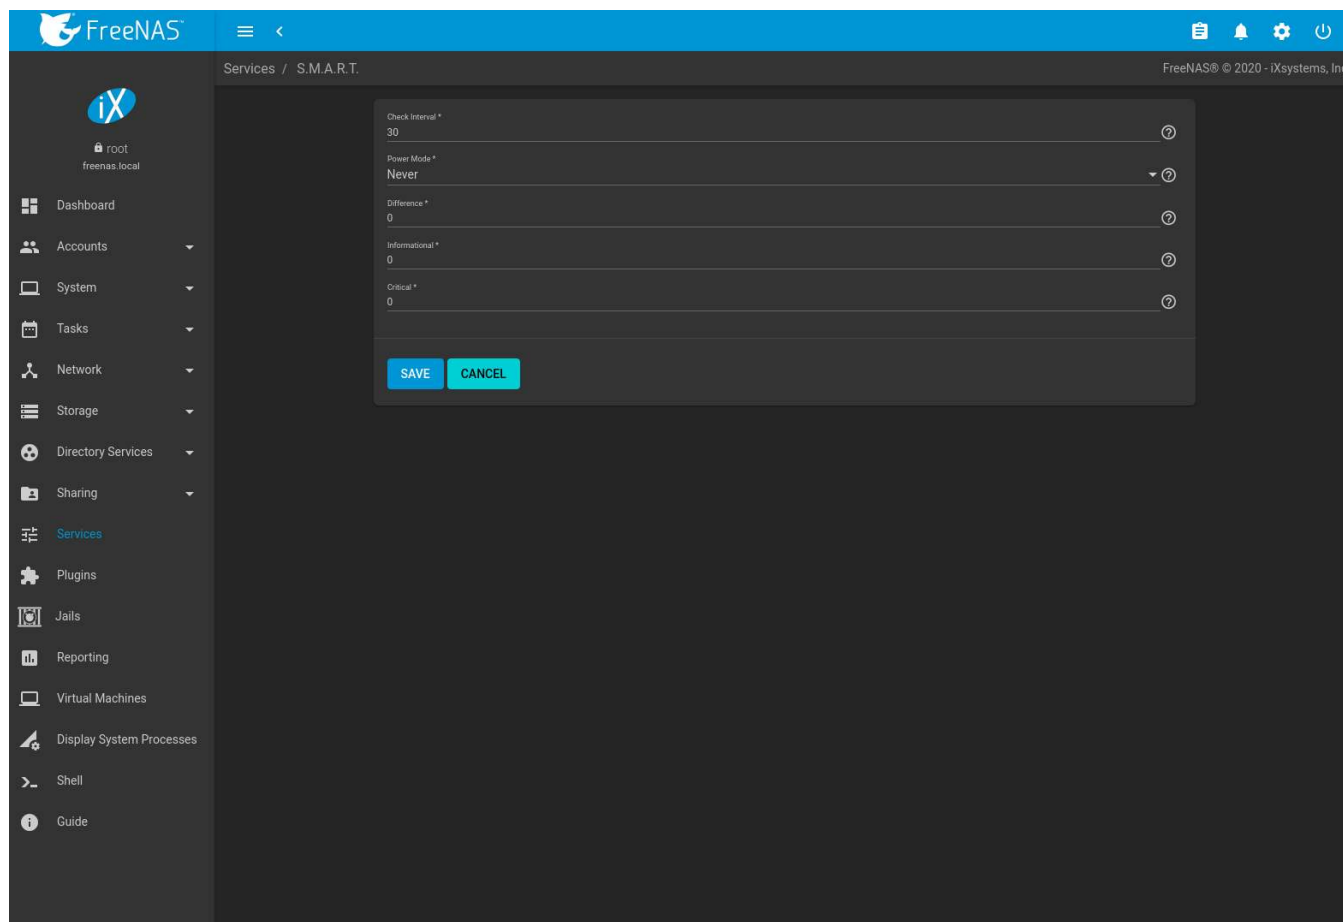 FreeNAS™
Services / S.M.A.R.T.
FreeNAS® © 2020 - iXsystems, Inc
iX
root
freenas.local
Dashboard
Accounts
System
Tasks
Network
Storage
Directory Services
Sharing
Services
Plugins
Jails
Reporting
Virtual Machines
Display System Processes
Shell
Guide
Check Interval *
30
Power Mode *
Never
Difference *
0
Informational *
0
Critical *
0
SAVE CANCEL